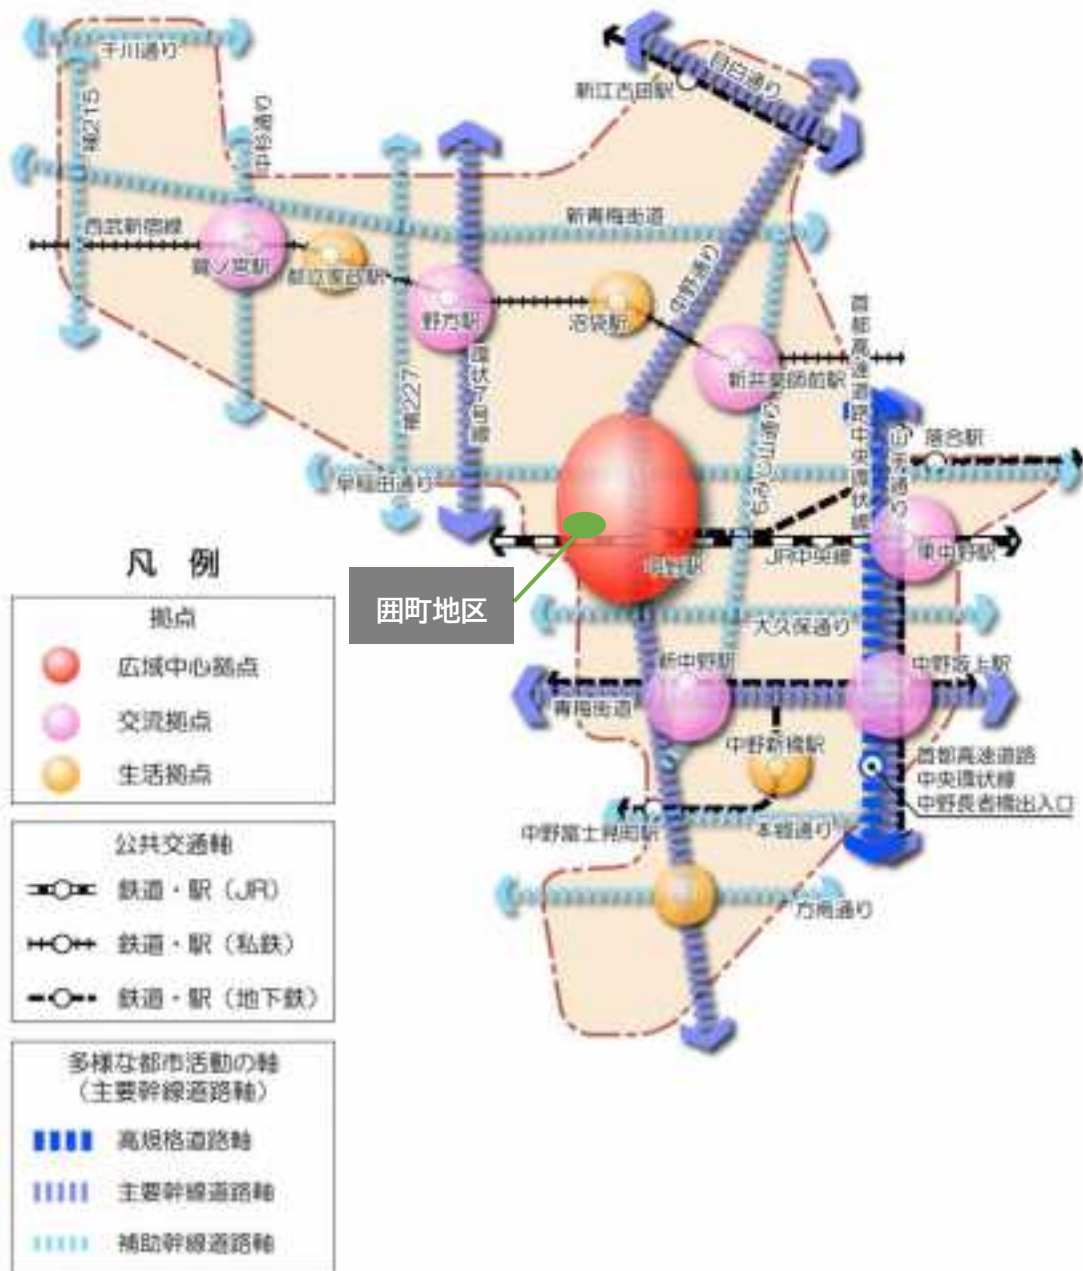 千川通り
目白通り
新江古田駅
補215
中杉通り
西武新宿線
新青梅街道
鷺ノ宮駅
都立家政駅
野方駅
沼袋駅
中野通り
新井薬師前駅
首都高速道路中央環状線
環状七号線
補227
もみじ山通り
山手通り
落合駅
早稲田通り
中野駅
JR中央線
東中野駅
囲町地区
大久保通り
新中野駅
中野坂上駅
青梅街道
中野新橋駅
首都高速道路
中央環状線
中野長者橋出入口
中野富士見町駅
本郷通り
方南通り
凡 例
拠点
広域中心拠点
交流拠点
生活拠点
公共交通軸
鉄道・駅（JR）
鉄道・駅（私鉄）
鉄道・駅（地下鉄）
多様な都市活動の軸
（主要幹線道路軸）
高規格道路軸
主要幹線道路軸
補助幹線道路軸